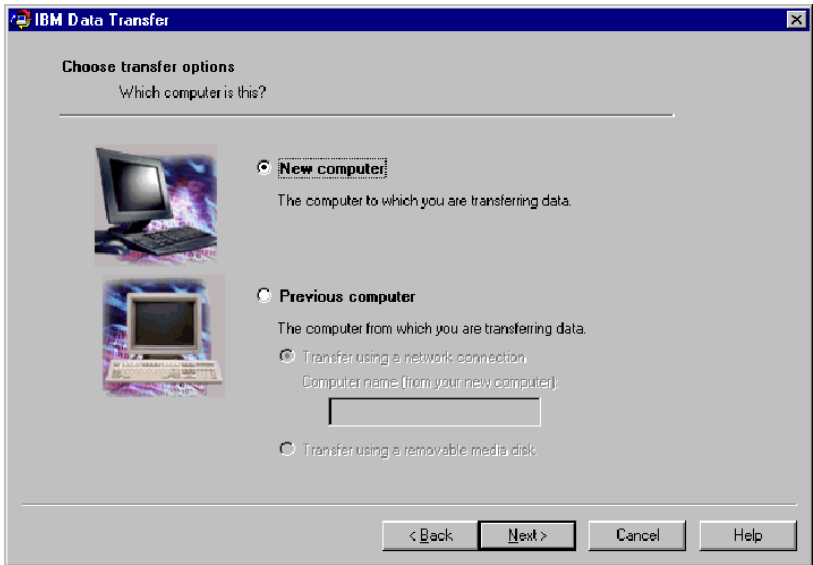 IBM Data Transfer
Choose transfer options
Which computer is this?
New computer
The computer to which you are transferring data.
Previous computer
The computer from which you are transferring data.
Transfer using a network connection
Computer name (from your new computer):
Transfer using a removable media disk
< Back
Next >
Cancel
Help